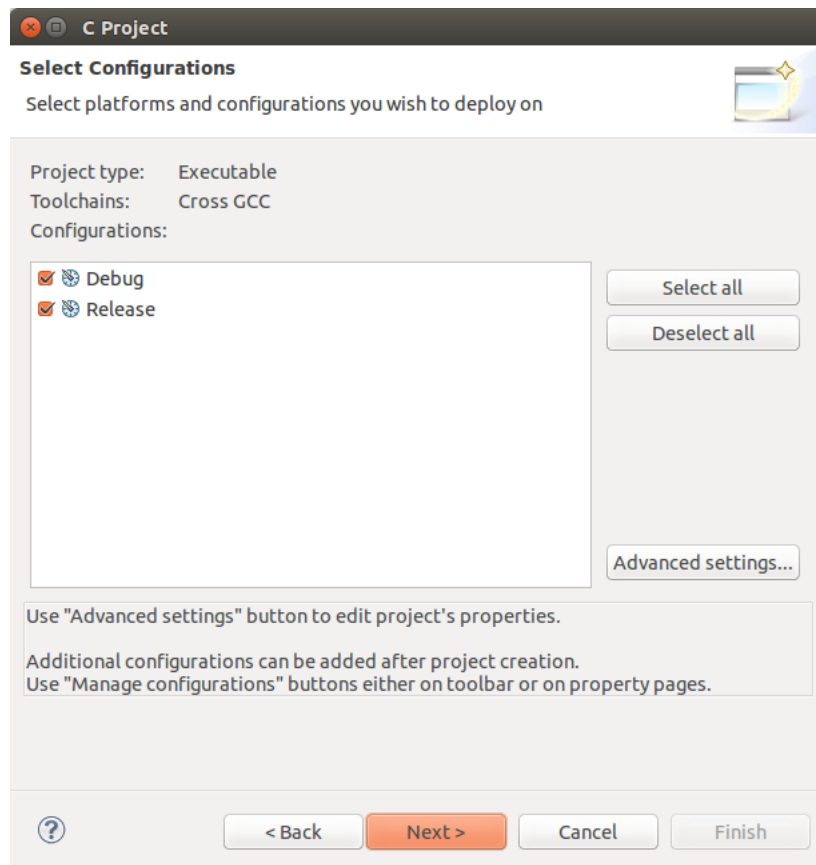 C Project
Select Configurations
Select platforms and configurations you wish to deploy on
Project type: Executable
Toolchains: Cross GCC
Configurations:
Debug
Release
Select all
Deselect all
Advanced settings...
Use "Advanced settings" button to edit project's properties.
Additional configurations can be added after project creation.
Use "Manage configurations" buttons either on toolbar or on property pages.
?
< Back
Next >
Cancel
Finish